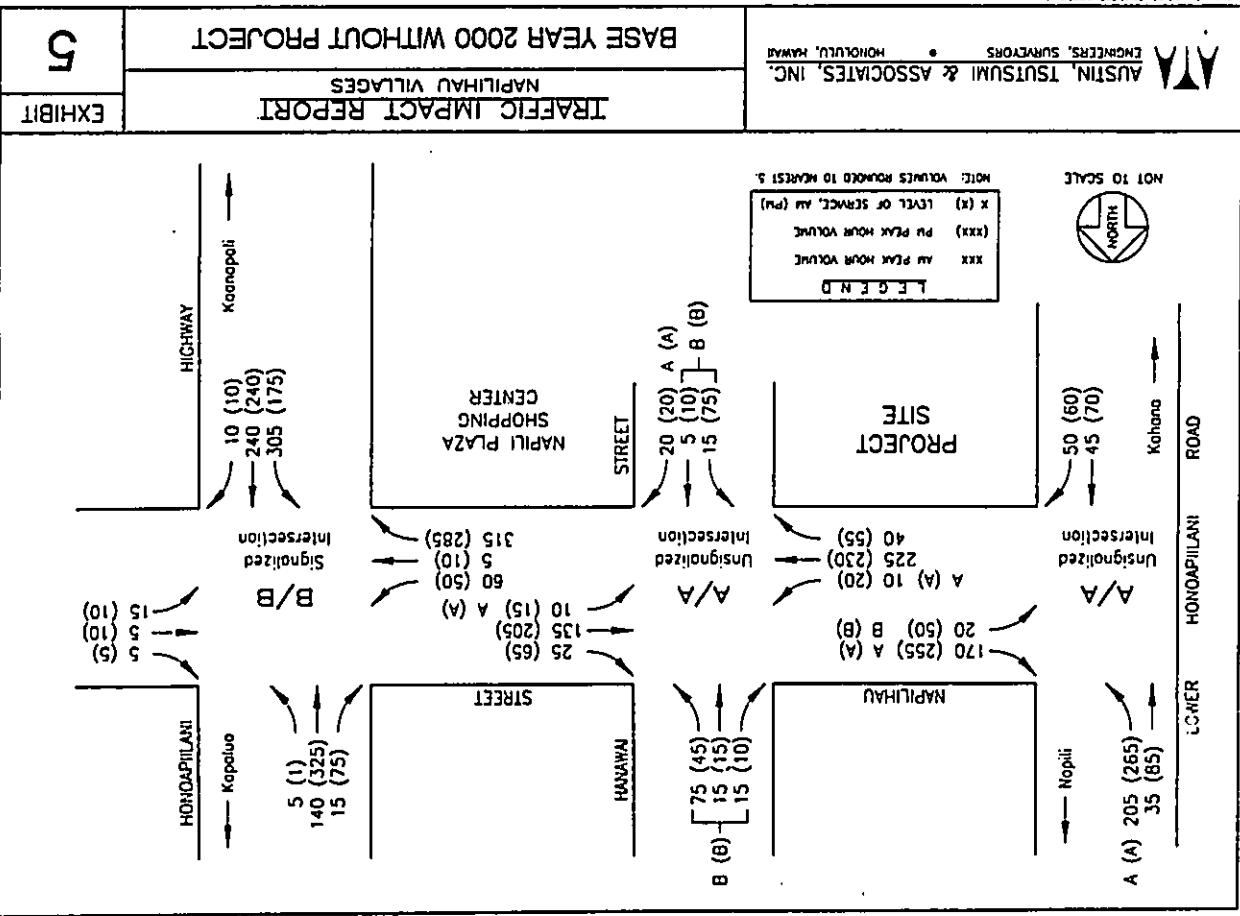 LOWER HONOAPIILANI ROAD
Kahana
Napili
A (A) 205 (265)
35 (85)
50 (60)
45 (70)
A/A
Unsignalized
Intersection
170 (255) A (A)
20 (50) B (B)
NAPILIHAU
STREET
PROJECT
SITE
A (A) 10 (20)
225 (230)
40 (55)
HANAWAI
STREET
B (B)
75 (45)
15 (15)
15 (10)
A/A
Unsignalized
Intersection
20 (20) A (A)
5 (10)
15 (75)
B (B)
25 (65)
135 (205)
10 (15) A (A)
NAPILI PLAZA
SHOPPING
CENTER
60 (50)
5 (10)
315 (285)
HONOAPIILANI
HIGHWAY
Kapalua
5 (1)
140 (325)
15 (75)
B/B
Signalized
Intersection
10 (10)
240 (240)
305 (175)
5 (5)
5 (10)
15 (10)
Kaanapali
NORTH
NOT TO SCALE
LEGEND
XXX AM PEAK HOUR VOLUME
(XXX) PM PEAK HOUR VOLUME
X (X) LEVEL OF SERVICE, AM (PM)
NOTE: VOLUMES ROUNDED TO NEAREST 5.
ATA
AUSTIN, TSUTSUMI & ASSOCIATES, INC.
ENGINEERS, SURVEYORS • HONOLULU, HAWAII
TRAFFIC IMPACT REPORT
NAPILIHAU VILLAGES
BASE YEAR 2000 WITHOUT PROJECT
EXHIBIT
5